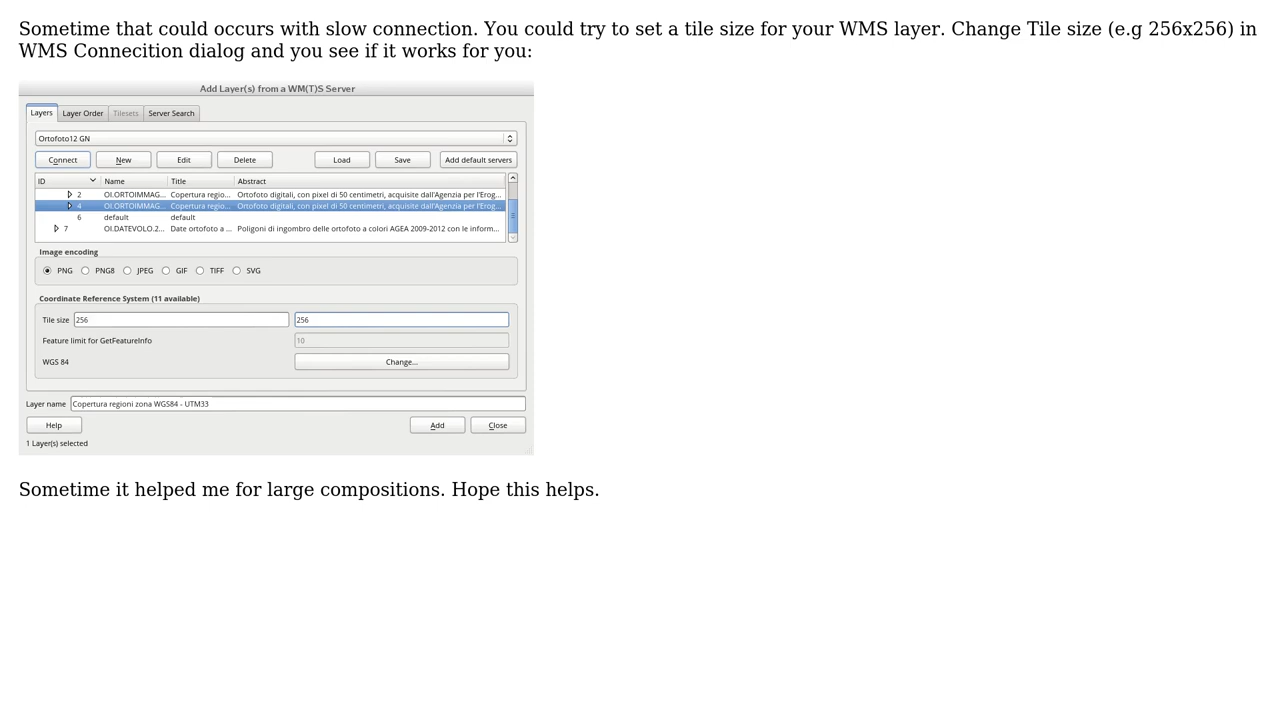 Sometime that could occurs with slow connection. You could try to set a tile size for your WMS layer. Change Tile size (e.g 256x256) in
WMS Connecition dialog and you see if it works for you:
Add Layer(s) from a WM(T)S Server
Layers Layer Order Tilesets Server Search
Ortofoto12 GN
Connect New Edit Delete Load Save Add default servers
ID Name Title Abstract
2 OI.ORTOIMMAG... Copertura regio... Ortofoto digitali, con pixel di 50 centimetri, acquisite dall'Agenzia per l'Erog...
4 OI.ORTOIMMAG... Copertura regio... Ortofoto digitali, con pixel di 50 centimetri, acquisite dall'Agenzia per l'Erog...
6 default default
7 OI.DATEVOLO.2... Date ortofoto a ... Poligoni di ingombro delle ortofoto a colori AGEA 2009-2012 con le inform...
Image encoding
PNG PNG8 JPEG GIF TIFF SVG
Coordinate Reference System (11 available)
Tile size 256 256
Feature limit for GetFeatureInfo 10
WGS 84 Change...
Layer name Copertura regioni zona WGS84 - UTM33
Help Add Close
1 Layer(s) selected
Sometime it helped me for large compositions. Hope this helps.